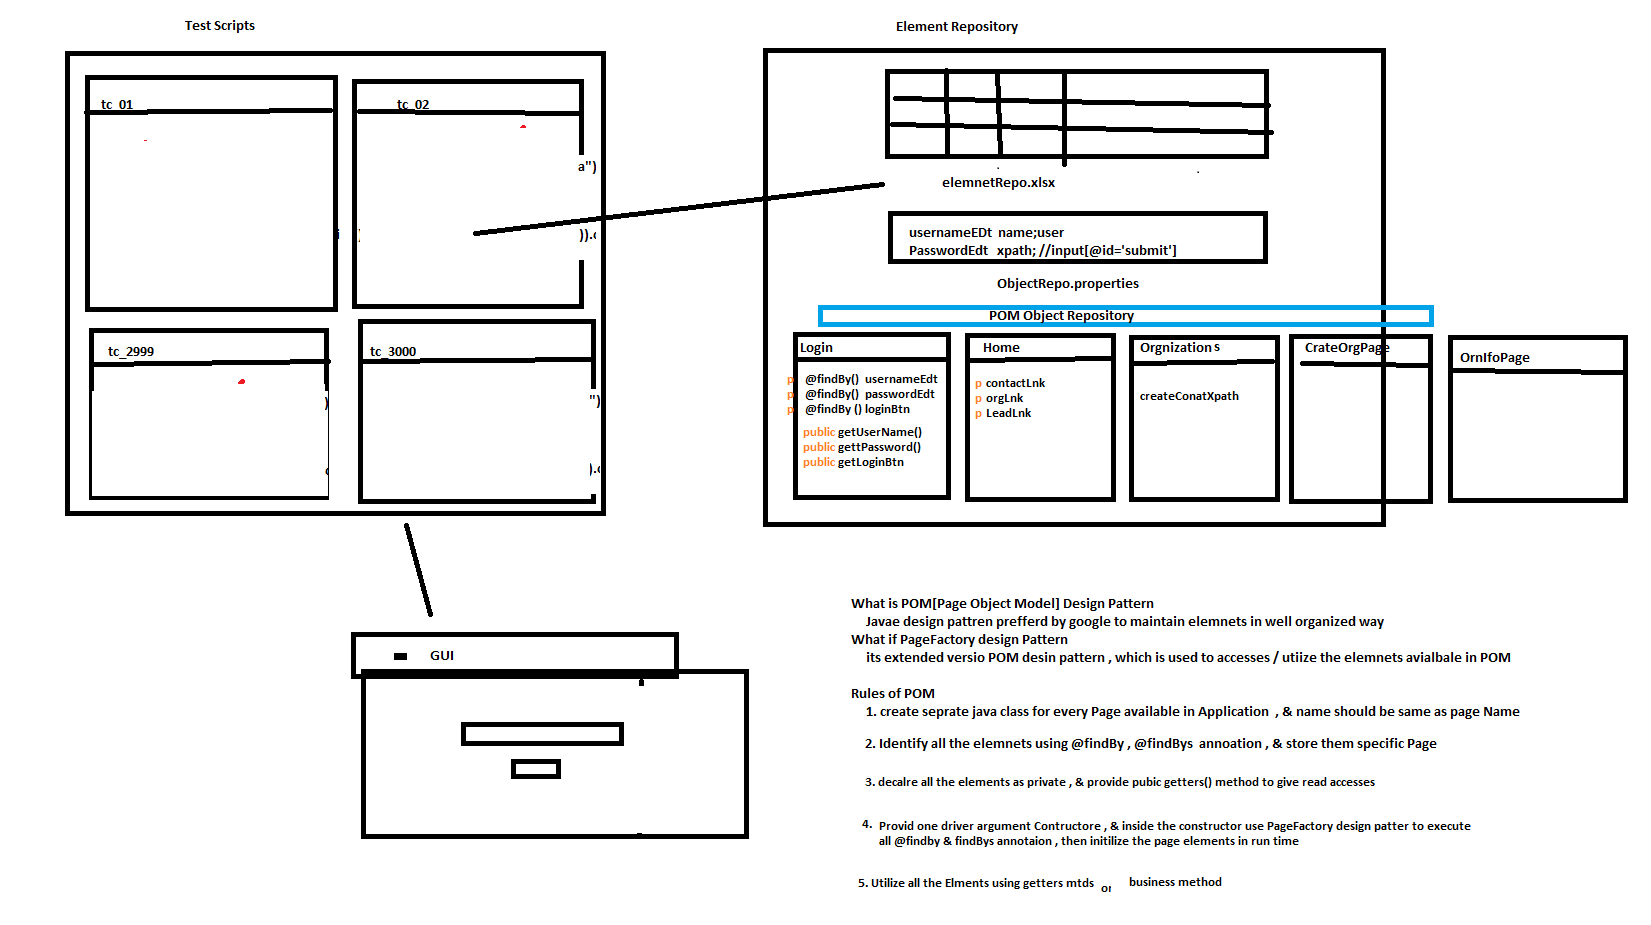 Test Scripts
Element Repository
tc_01
tc_02
a")
)).c
tc_2999
tc_3000
")
).c
GUI
elemnetRepo.xlsx
usernameEDt name;user
PasswordEdt xpath; //input[@id='submit']
ObjectRepo.properties
POM Object Repository
Login
p @findBy() usernameEdt
p @findBy() passwordEdt
p @findBy () loginBtn
public getUserName()
public gettPassword()
public getLoginBtn
Home
p contactLnk
p orgLnk
p LeadLnk
Orgnization s
createConatXpath
CrateOrgPage
OrnIfoPage
What is POM[Page Object Model] Design Pattern
Javae design pattren prefferd by google to maintain elemnets in well organized way
What if PageFactory design Pattern
its extended versio POM desin pattern , which is used to accesses / utiize the elemnets avialbale in POM
Rules of POM
1. create seprate java class for every Page available in Application , & name should be same as page Name
2. Identify all the elemnets using @findBy , @findBys annoation , & store them specific Page
3. decalre all the elements as private , & provide pubic getters() method to give read accesses
4. Provid one driver argument Contructore , & inside the constructor use PageFactory design patter to execute
all @findby & findBys annotaion , then initilize the page elements in run time
5. Utilize all the Elments using getters mtds or business method